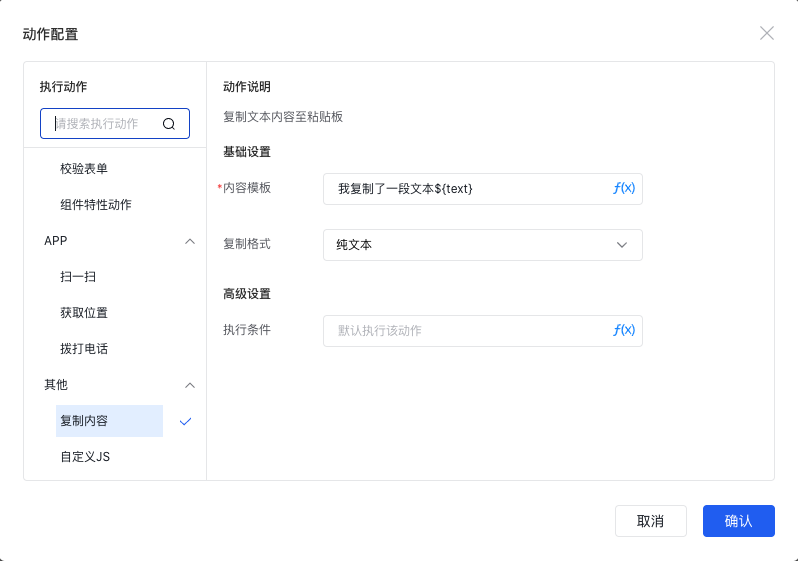 动作配置
执行动作
请搜索执行动作
校验表单
组件特性动作
APP
扫一扫
获取位置
拨打电话
其他
复制内容
自定义JS
动作说明
复制文本内容至粘贴板
基础设置
*内容模板 我复制了一段文本${text} f(x)
复制格式 纯文本
高级设置
执行条件 默认执行该动作 f(x)
取消 确认